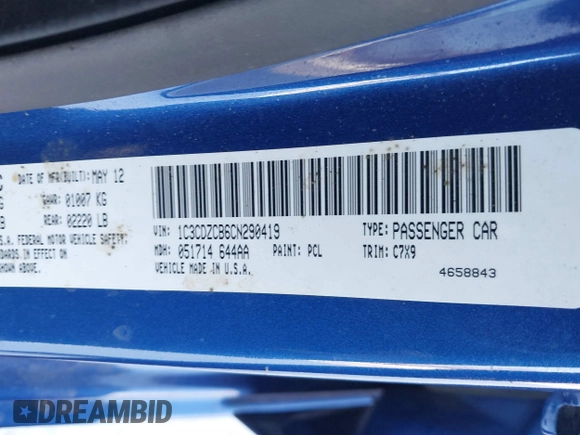 DATE OF MFR(BUILT): MAY 12
GAWR: 01007 KG
REAR: 02220 LB
S.A. FEDERAL MOTOR VEHICLE SAFETY
DARDS IN EFFECT ON
SHOWN ABOVE.
VIN: 1C3CDZCB6CN290419
TYPE: PASSENGER CAR
MDH: 051714 644AA PAINT: PCL
TRIM: C7X9
VEHICLE MADE IN U.S.A.
4658843
DREAMBID